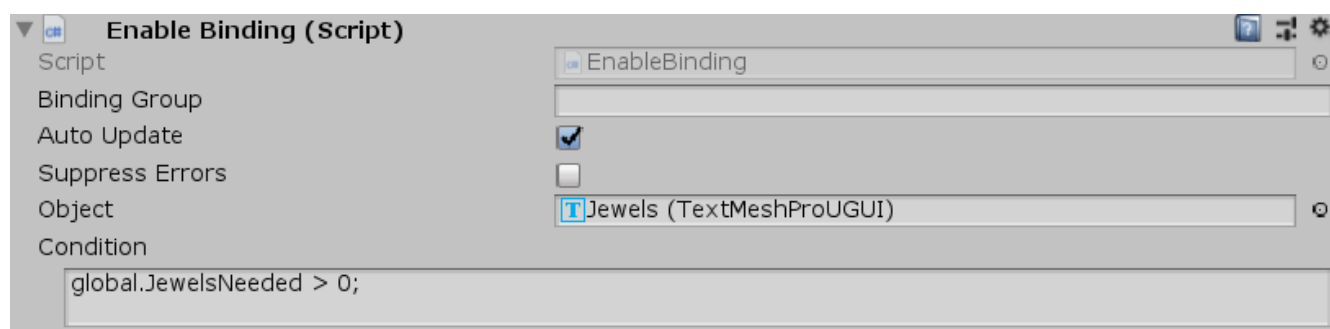 Enable Binding (Script)
Script EnableBinding
Binding Group
Auto Update
Suppress Errors
Object Jewels (TextMeshProUGUI)
Condition
global.JewelsNeeded > 0;